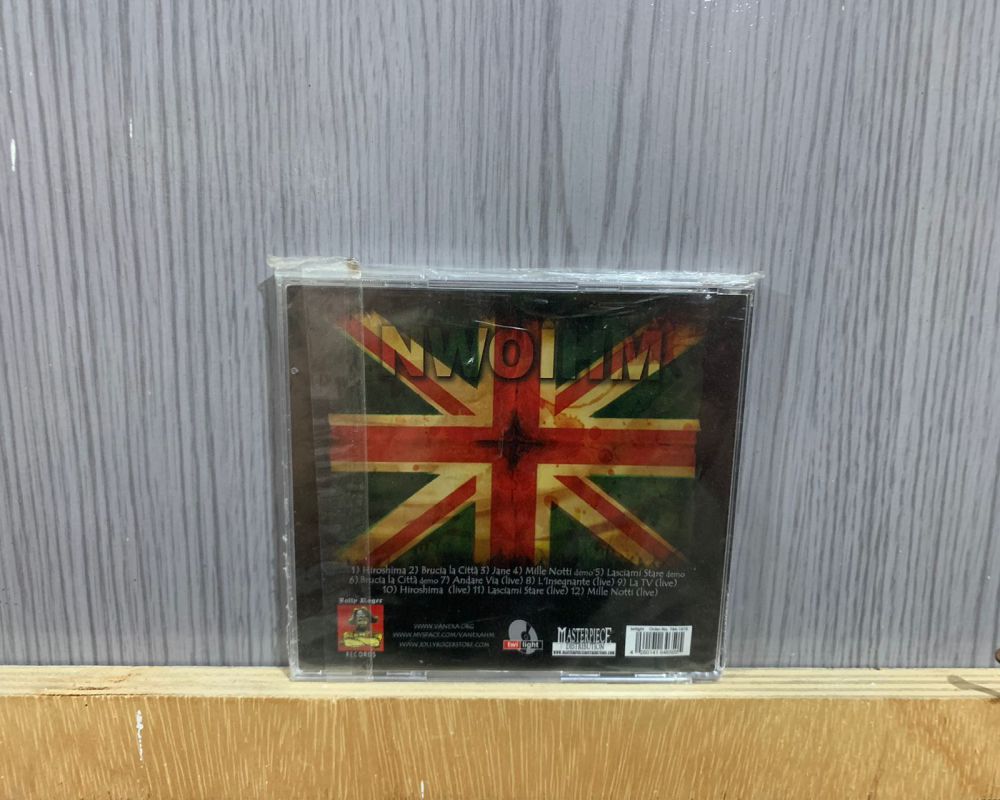 NWOIHM
1) Hiroshima 2) Brucia la Città 3) Jane 4) Mille Notti demo 5) Lasciami Stare demo
6) Brucia la Città demo 7) Andare Via (live) 8) L'Insegnante (live) 9) La TV (live)
10) Hiroshima (live) 11) Lasciami Stare (live) 12) Mille Notti (live)
Jolly Roger
RECORDS
WWW.VANEXA.ORG
WWW.MYSPACE.COM/VANEXAHM
WWW.JOLLYROGERSTORE.COM
twilight
MASTERPIECE
DISTRIBUTION
twilight Order-No.